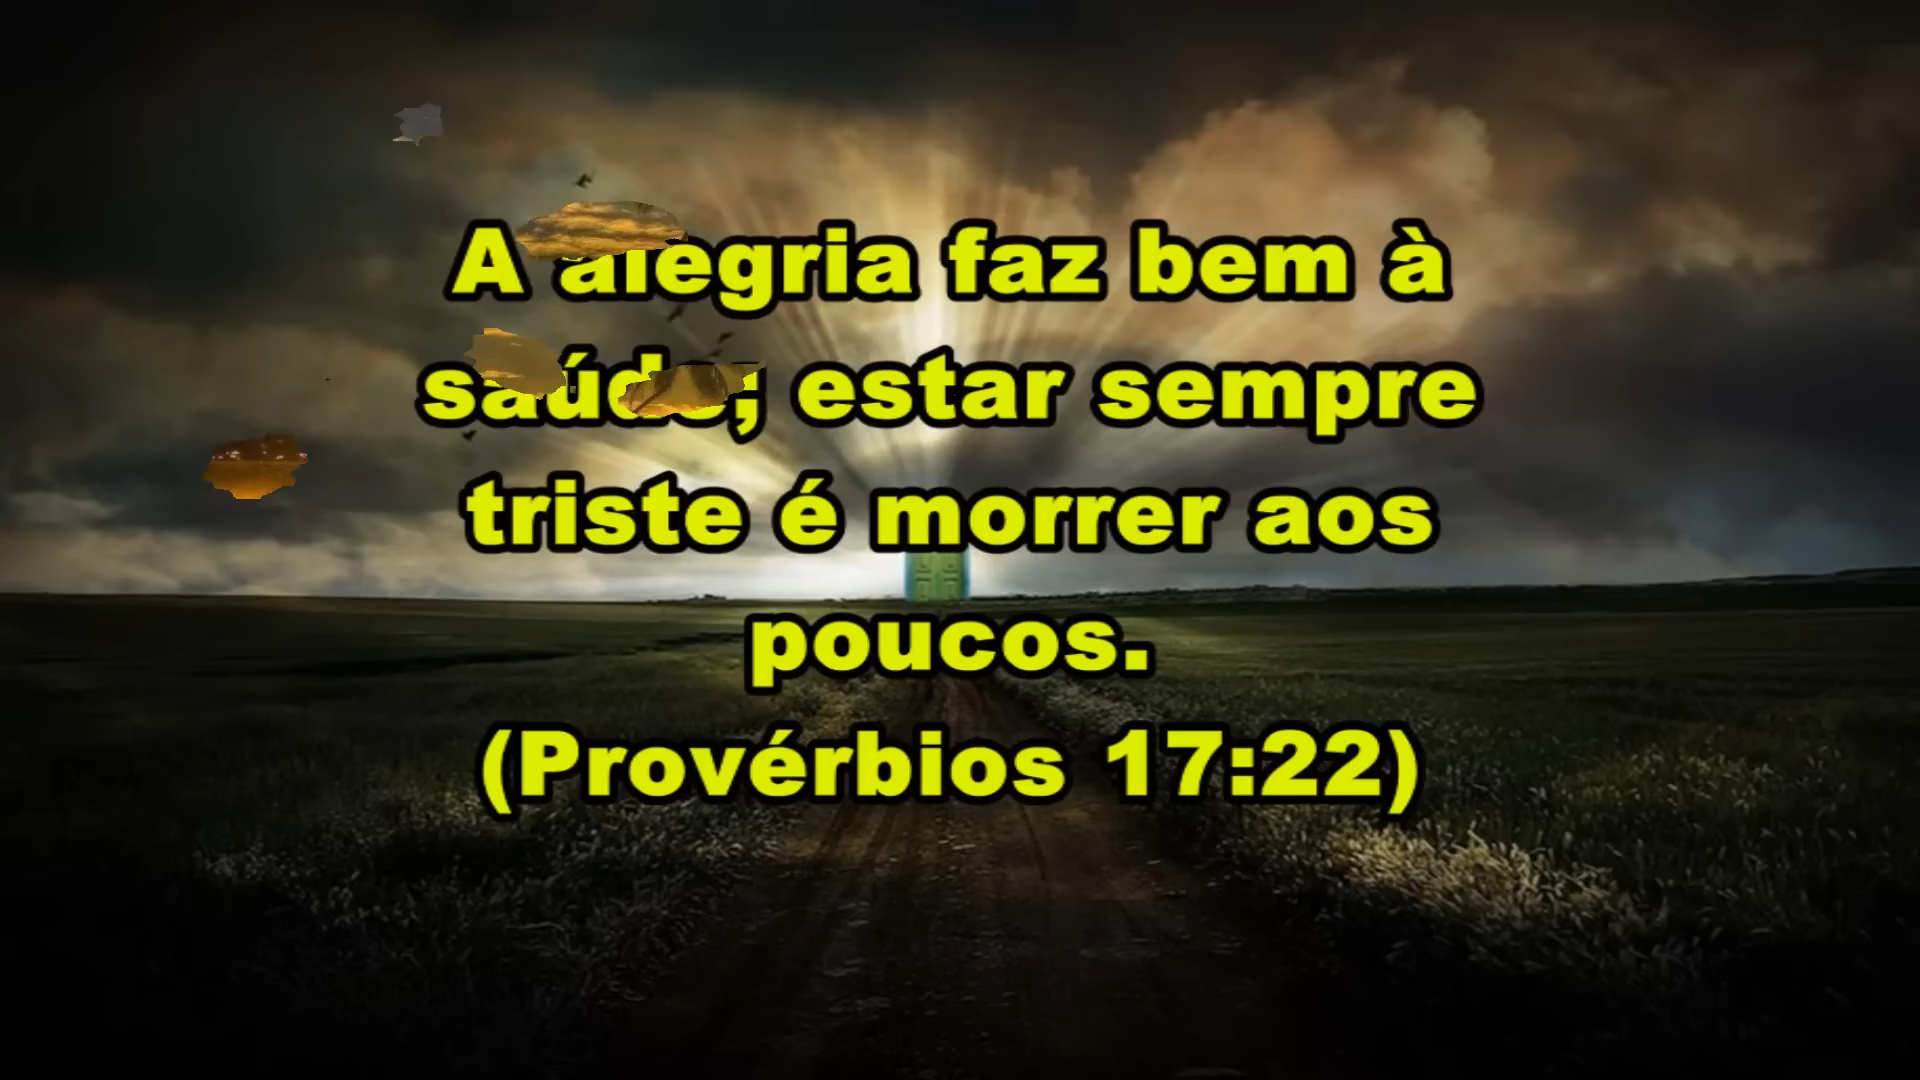 A alegria faz bem à
saúde; estar sempre
triste é morrer aos
poucos.
(Provérbios 17:22)